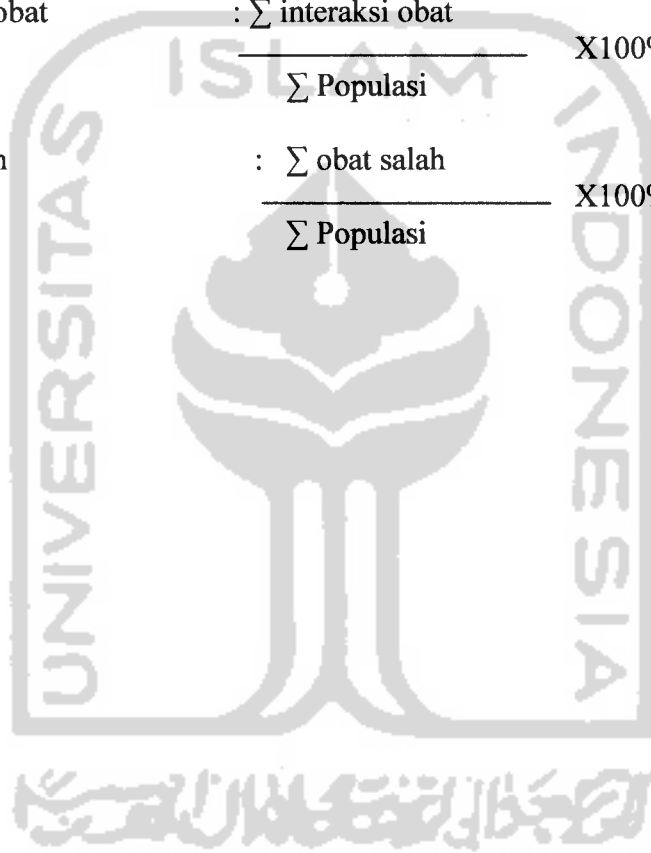 obat : ∑ interaksi obat
X100%
∑ Populasi
: ∑ obat salah
X100%
∑ Populasi
ISLAM
UNIVERSITAS
INDONESIA